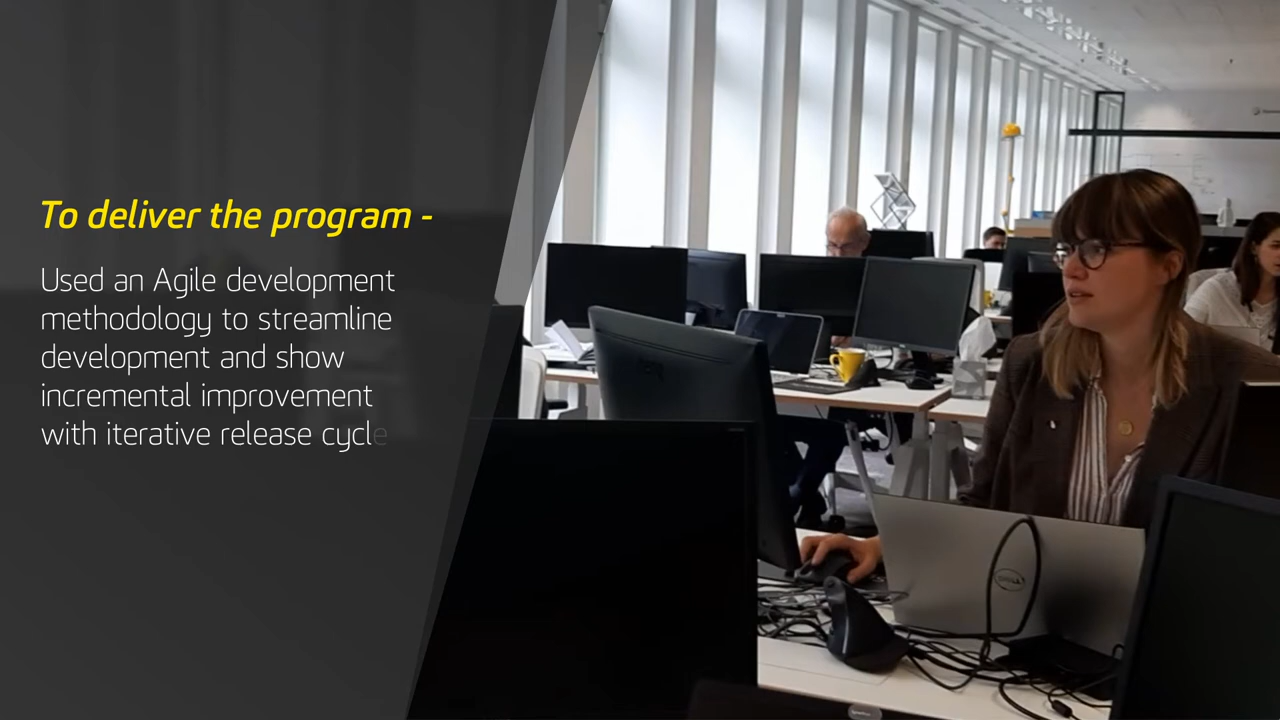 To deliver the program -
Used an Agile development
methodology to streamline
development and show
incremental improvement
with iterative release cycle
DELL